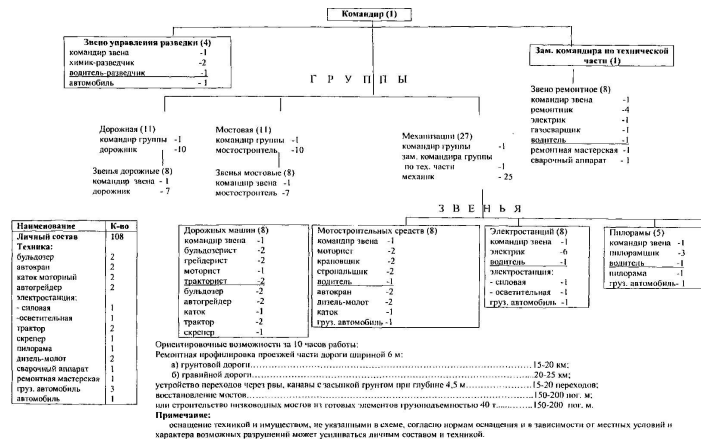 Командир (1)
Звено управления разведки (4)
командир звена -1
химик-разведчик -2
водитель-разведчик -1
автомобиль - 1
Зам. командира по технической
части (1)
Г Р У П П Ы
Звено ремонтное (8)
командир звена -1
ремонтник -4
электрик -1
газосварщик -1
водитель -1
ремонтная мастерская -1
сварочный аппарат - 1
Дорожная (11)
командир группы -1
дорожник -10
Звенья дорожные (8)
командир звена - 1
дорожник - 7
Мостовая (11)
командир группы -1
мостостроитель -10
Звенья мостовые (8)
командир звена -1
мостостроитель -7
Механизации (27)
командир группы -1
зам. командира группы
по тех. части -1
механик - 25
З В Е Н Ь Я
Дорожных машин (8)
командир звена -1
бульдозерист -2
грейдерист -2
моторист -1
тракторист -2
бульдозер -2
автогрейдер -2
каток -1
трактор -2
скрепер -1
Мотостроительных средств (8)
командир звена -1
моторист -2
крановщик -2
стропальщик -2
водитель -1
автокран -2
дизель-молот -2
каток -1
груз. автомобиль -1
Электростанций (8)
командир звена -1
электрик -6
водитель -1
электростанция:
- силовая -1
- осветительная -1
груз. автомобиль -1
Пилорамы (5)
командир звена -1
пилорамщик -3
водитель -1
пилорама -1
груз. автомобиль- 1
Наименование К-во
Личный состав 108
Техника:
бульдозер 2
автокран 2
каток моторный 2
автогрейдер 2
электростанция:
- силовая 1
-осветительная 1
трактор 2
скрепер 1
пилорама 1
дизель-молот 2
сварочный аппарат 1
ремонтная мастерская 1
груз. автомобиль 3
автомобиль 1
Ориентировочные возможности за 10 часов работы:
Ремонтная профилировка проезжей части дороги шириной 6 м:
а) грунтовой дороги...15-20 км;
б) гравийной дороги...20-25 км;
устройство переходов через рвы, канавы с засыпкой грунтом при глубине 4,5 м...15-20 переходов;
восстановление мостов...150-200 пог. м.
или строительство низководных мостов из готовых элементов грузоподъемностью 40 т...150-200 пог. м.
Примечание:
оснащение техникой и имуществом, не указанными в схеме, согласно нормам оснащения и в зависимости от местных условий и
характера возможных разрушений может усиливаться личным составом и техникой.